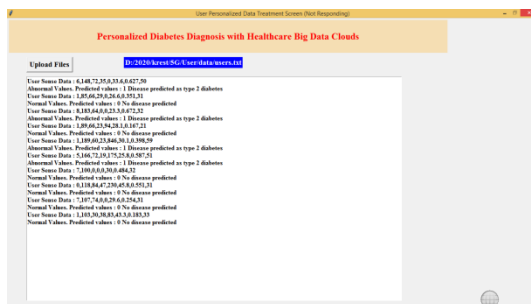 User Personalized Data Treatment Screen (Not Responding)
Personalized Diabetes Diagnosis with Healthcare Big Data Clouds
Upload Files
D:/2020/krest/5G/User/data/users.txt
User Sense Data : 6,148,72,35,0,33.6,0.627,50
Abnormal Values. Predicted values : 1 Disease predicted as type 2 diabetes
User Sense Data : 1,85,66,29,0,26.6,0.351,31
Normal Values. Predicted values : 0 No disease predicted
User Sense Data : 8,183,64,0,0,23.3,0.672,32
Abnormal Values. Predicted values : 1 Disease predicted as type 2 diabetes
User Sense Data : 1,89,66,23,94,28.1,0.167,21
Normal Values. Predicted values : 0 No disease predicted
User Sense Data : 1,189,60,23,846,30.1,0.398,59
Abnormal Values. Predicted values : 1 Disease predicted as type 2 diabetes
User Sense Data : 5,166,72,19,175,25.8,0.587,51
Abnormal Values. Predicted values : 1 Disease predicted as type 2 diabetes
User Sense Data : 7,100,0,0,0,30,0.484,32
Normal Values. Predicted values : 0 No disease predicted
User Sense Data : 0,118,84,47,230,45.8,0.551,31
Normal Values. Predicted values : 0 No disease predicted
User Sense Data : 7,107,74,0,0,29.6,0.254,31
Normal Values. Predicted values : 0 No disease predicted
User Sense Data : 1,103,30,38,83,43.3,0.183,33
Normal Values. Predicted values : 0 No disease predicted